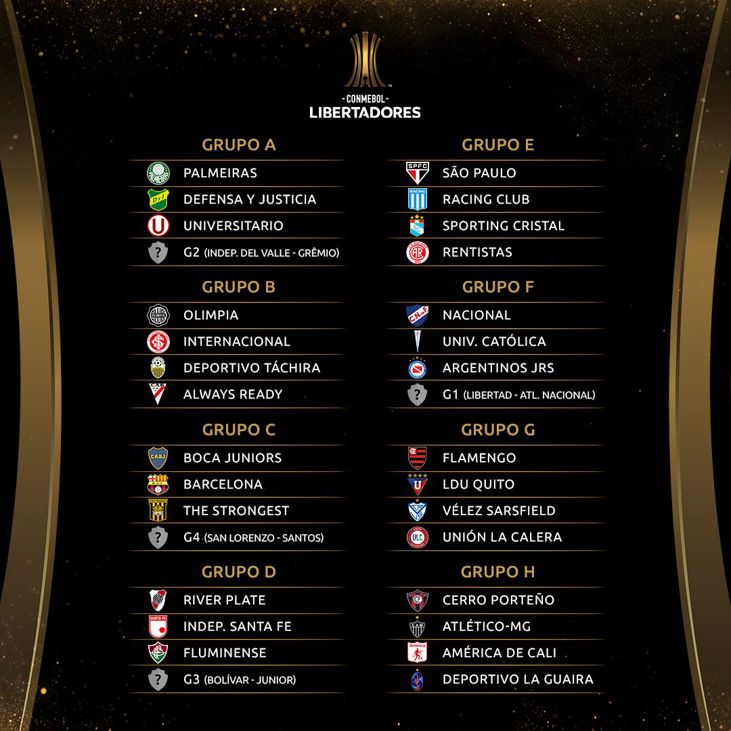 CONMEBOL
LIBERTADORES
GRUPO A
PALMEIRAS
DEFENSA Y JUSTICIA
UNIVERSITARIO
G2 (INDEP. DEL VALLE - GRÊMIO)
GRUPO B
OLIMPIA
INTERNACIONAL
DEPORTIVO TÁCHIRA
ALWAYS READY
GRUPO C
BOCA JUNIORS
BARCELONA
THE STRONGEST
G4 (SAN LORENZO - SANTOS)
GRUPO D
RIVER PLATE
INDEP. SANTA FE
FLUMINENSE
G3 (BOLÍVAR - JUNIOR)
GRUPO E
SÃO PAULO
RACING CLUB
SPORTING CRISTAL
RENTISTAS
GRUPO F
NACIONAL
UNIV. CATÓLICA
ARGENTINOS JRS
G1 (LIBERTAD - ATL. NACIONAL)
GRUPO G
FLAMENGO
LDU QUITO
VÉLEZ SARSFIELD
UNIÓN LA CALERA
GRUPO H
CERRO PORTEÑO
ATLÉTICO-MG
AMÉRICA DE CALI
DEPORTIVO LA GUAIRA